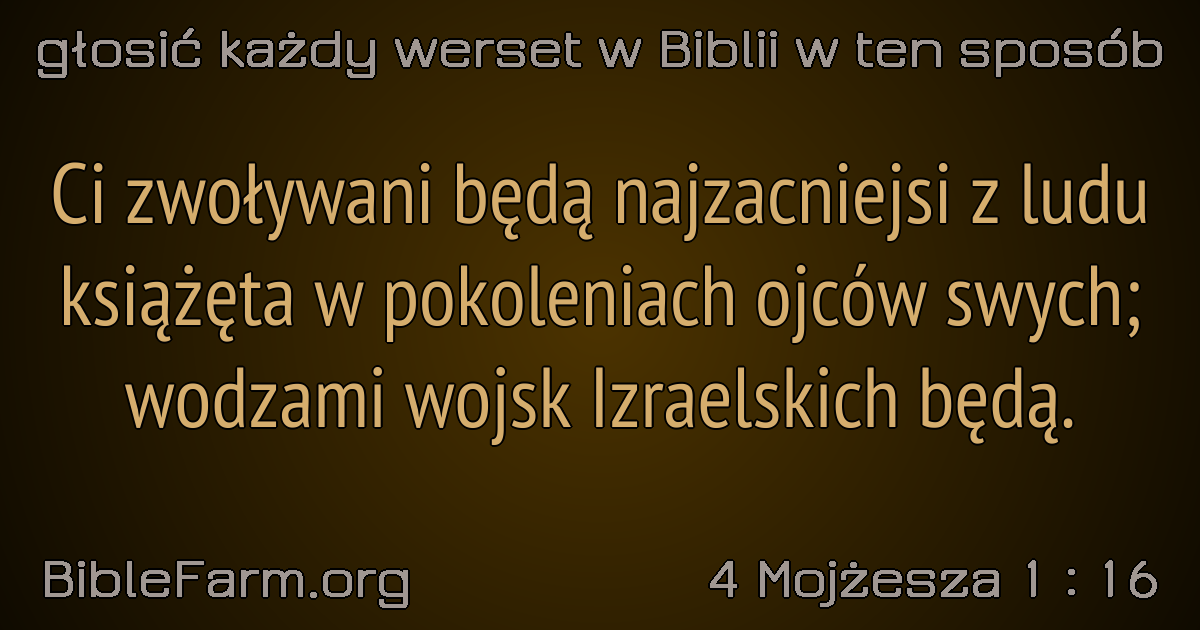 głosić każdy werset w Biblii w ten sposób
Ci zwoływani będą najzacniejsi z ludu
książęta w pokoleniach ojców swych;
wodzami wojsk Izraelskich będą.
BibleFarm.org
4 Mojżesza 1 : 16